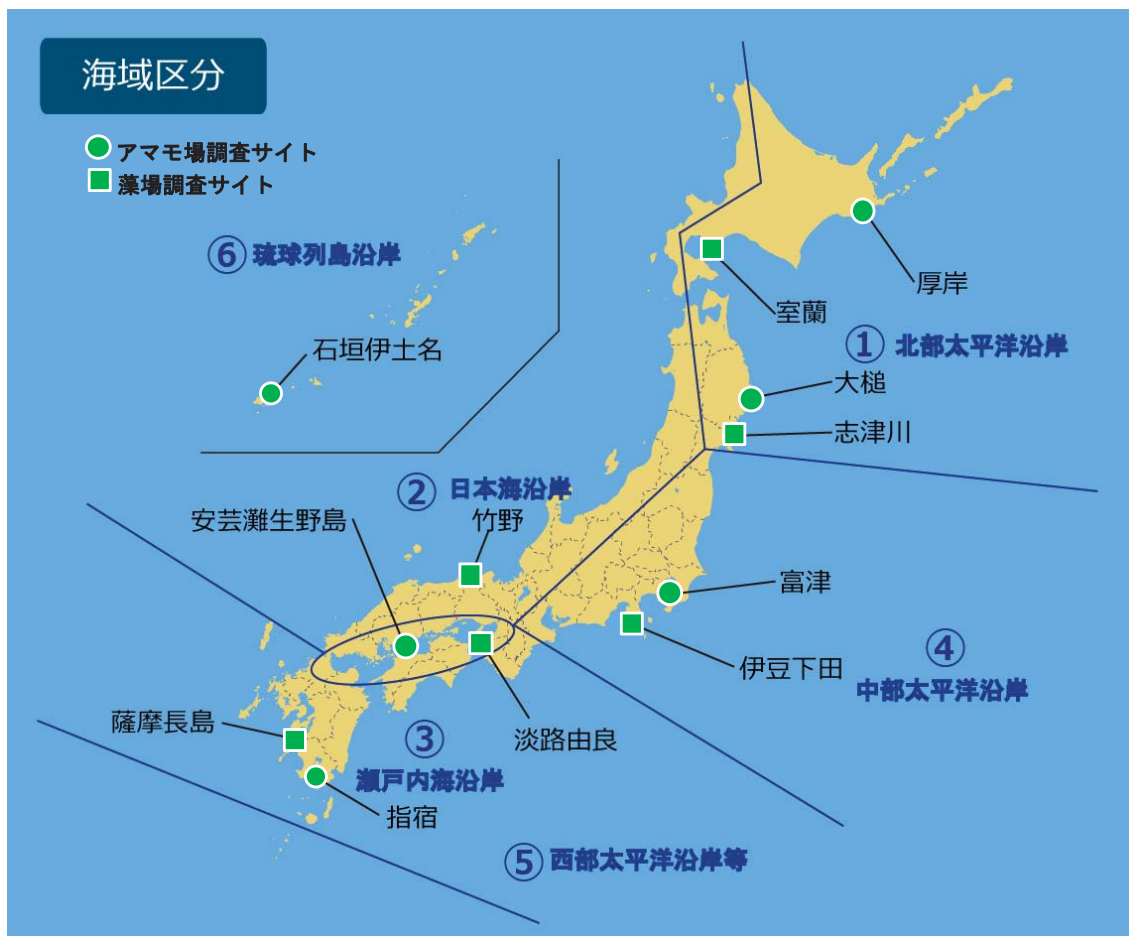 海域区分
アマモ場調査サイト
藻場調査サイト
⑥ 琉球列島沿岸
石垣伊土名
厚岸
室蘭
① 北部太平洋沿岸
大槌
志津川
② 日本海沿岸
竹野
安芸灘生野島
富津
伊豆下田
④
中部太平洋沿岸
薩摩長島
淡路由良
③
瀬戸内海沿岸
指宿
⑤ 西部太平洋沿岸等